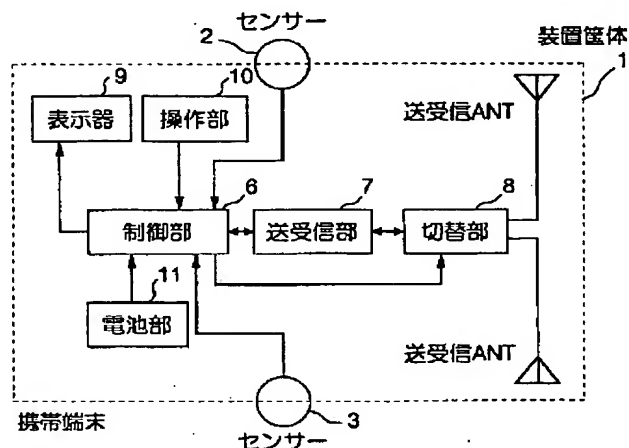 センサー
2
装置筐体
1
9
10
表示器
操作部
送受信ANT
6
7
8
制御部
送受信部
切替部
11
電池部
送受信ANT
携帯端末
3
センサー